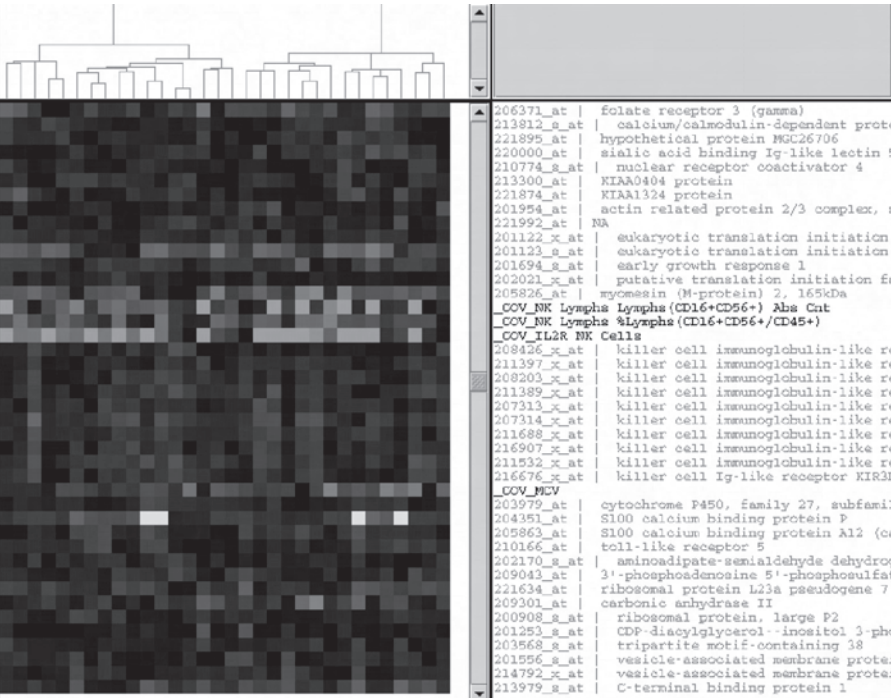 206371_at | folate receptor 3 (gamma)
213812_s_at | calcium/calmodulin-dependent prote
221895_at | hypothetical protein MGC26706
220000_at | sialic acid binding Ig-like lectin 5
210774_s_at | nuclear receptor coactivator 4
213300_at | KIAA0404 protein
221874_at | KIAA1324 protein
201954_at | actin related protein 2/3 complex,
221992_at | NA
201122_x_at | eukaryotic translation initiation
201123_s_at | eukaryotic translation initiation
201694_s_at | early growth response 1
202021_x_at | putative translation initiation f
205826_at | myomesin (M-protein) 2, 165kDa
_COV_NK Lymphs Lymphs(CD16+CD56+) Abs Cnt
_COV_NK Lymphs %Lymphs(CD16+CD56+/CD45+)
_COV_IL2R NK Cells
208426_x_at | killer cell immunoglobulin-like re
211397_x_at | killer cell immunoglobulin-like re
208203_x_at | killer cell immunoglobulin-like re
211389_x_at | killer cell immunoglobulin-like re
207313_x_at | killer cell immunoglobulin-like re
207314_x_at | killer cell immunoglobulin-like re
211688_x_at | killer cell immunoglobulin-like re
216907_x_at | killer cell immunoglobulin-like re
211532_x_at | killer cell immunoglobulin-like re
216676_x_at | killer cell Ig-like receptor KIR3
_COV_MCV
203979_at | cytochrome P450, family 27, subfami
204351_at | S100 calcium binding protein P
205863_at | S100 calcium binding protein A12 (ca
210166_at | toll-like receptor 5
202170_s_at | aminoadipate-semialdehyde dehydrog
209043_at | 3'-phosphoadenosine 5'-phosphosulfa
221634_at | ribosomal protein L23a pseudogene 7
209301_at | carbonic anhydrase II
200908_s_at | ribosomal protein, large P2
201253_s_at | CDP-diacylglycerol--inositol 3-pho
203568_s_at | tripartite motif-containing 38
201556_s_at | vesicle-associated membrane prote
214792_x_at | vesicle-associated membrane prote
213979_s_at | C-terminal binding protein 1